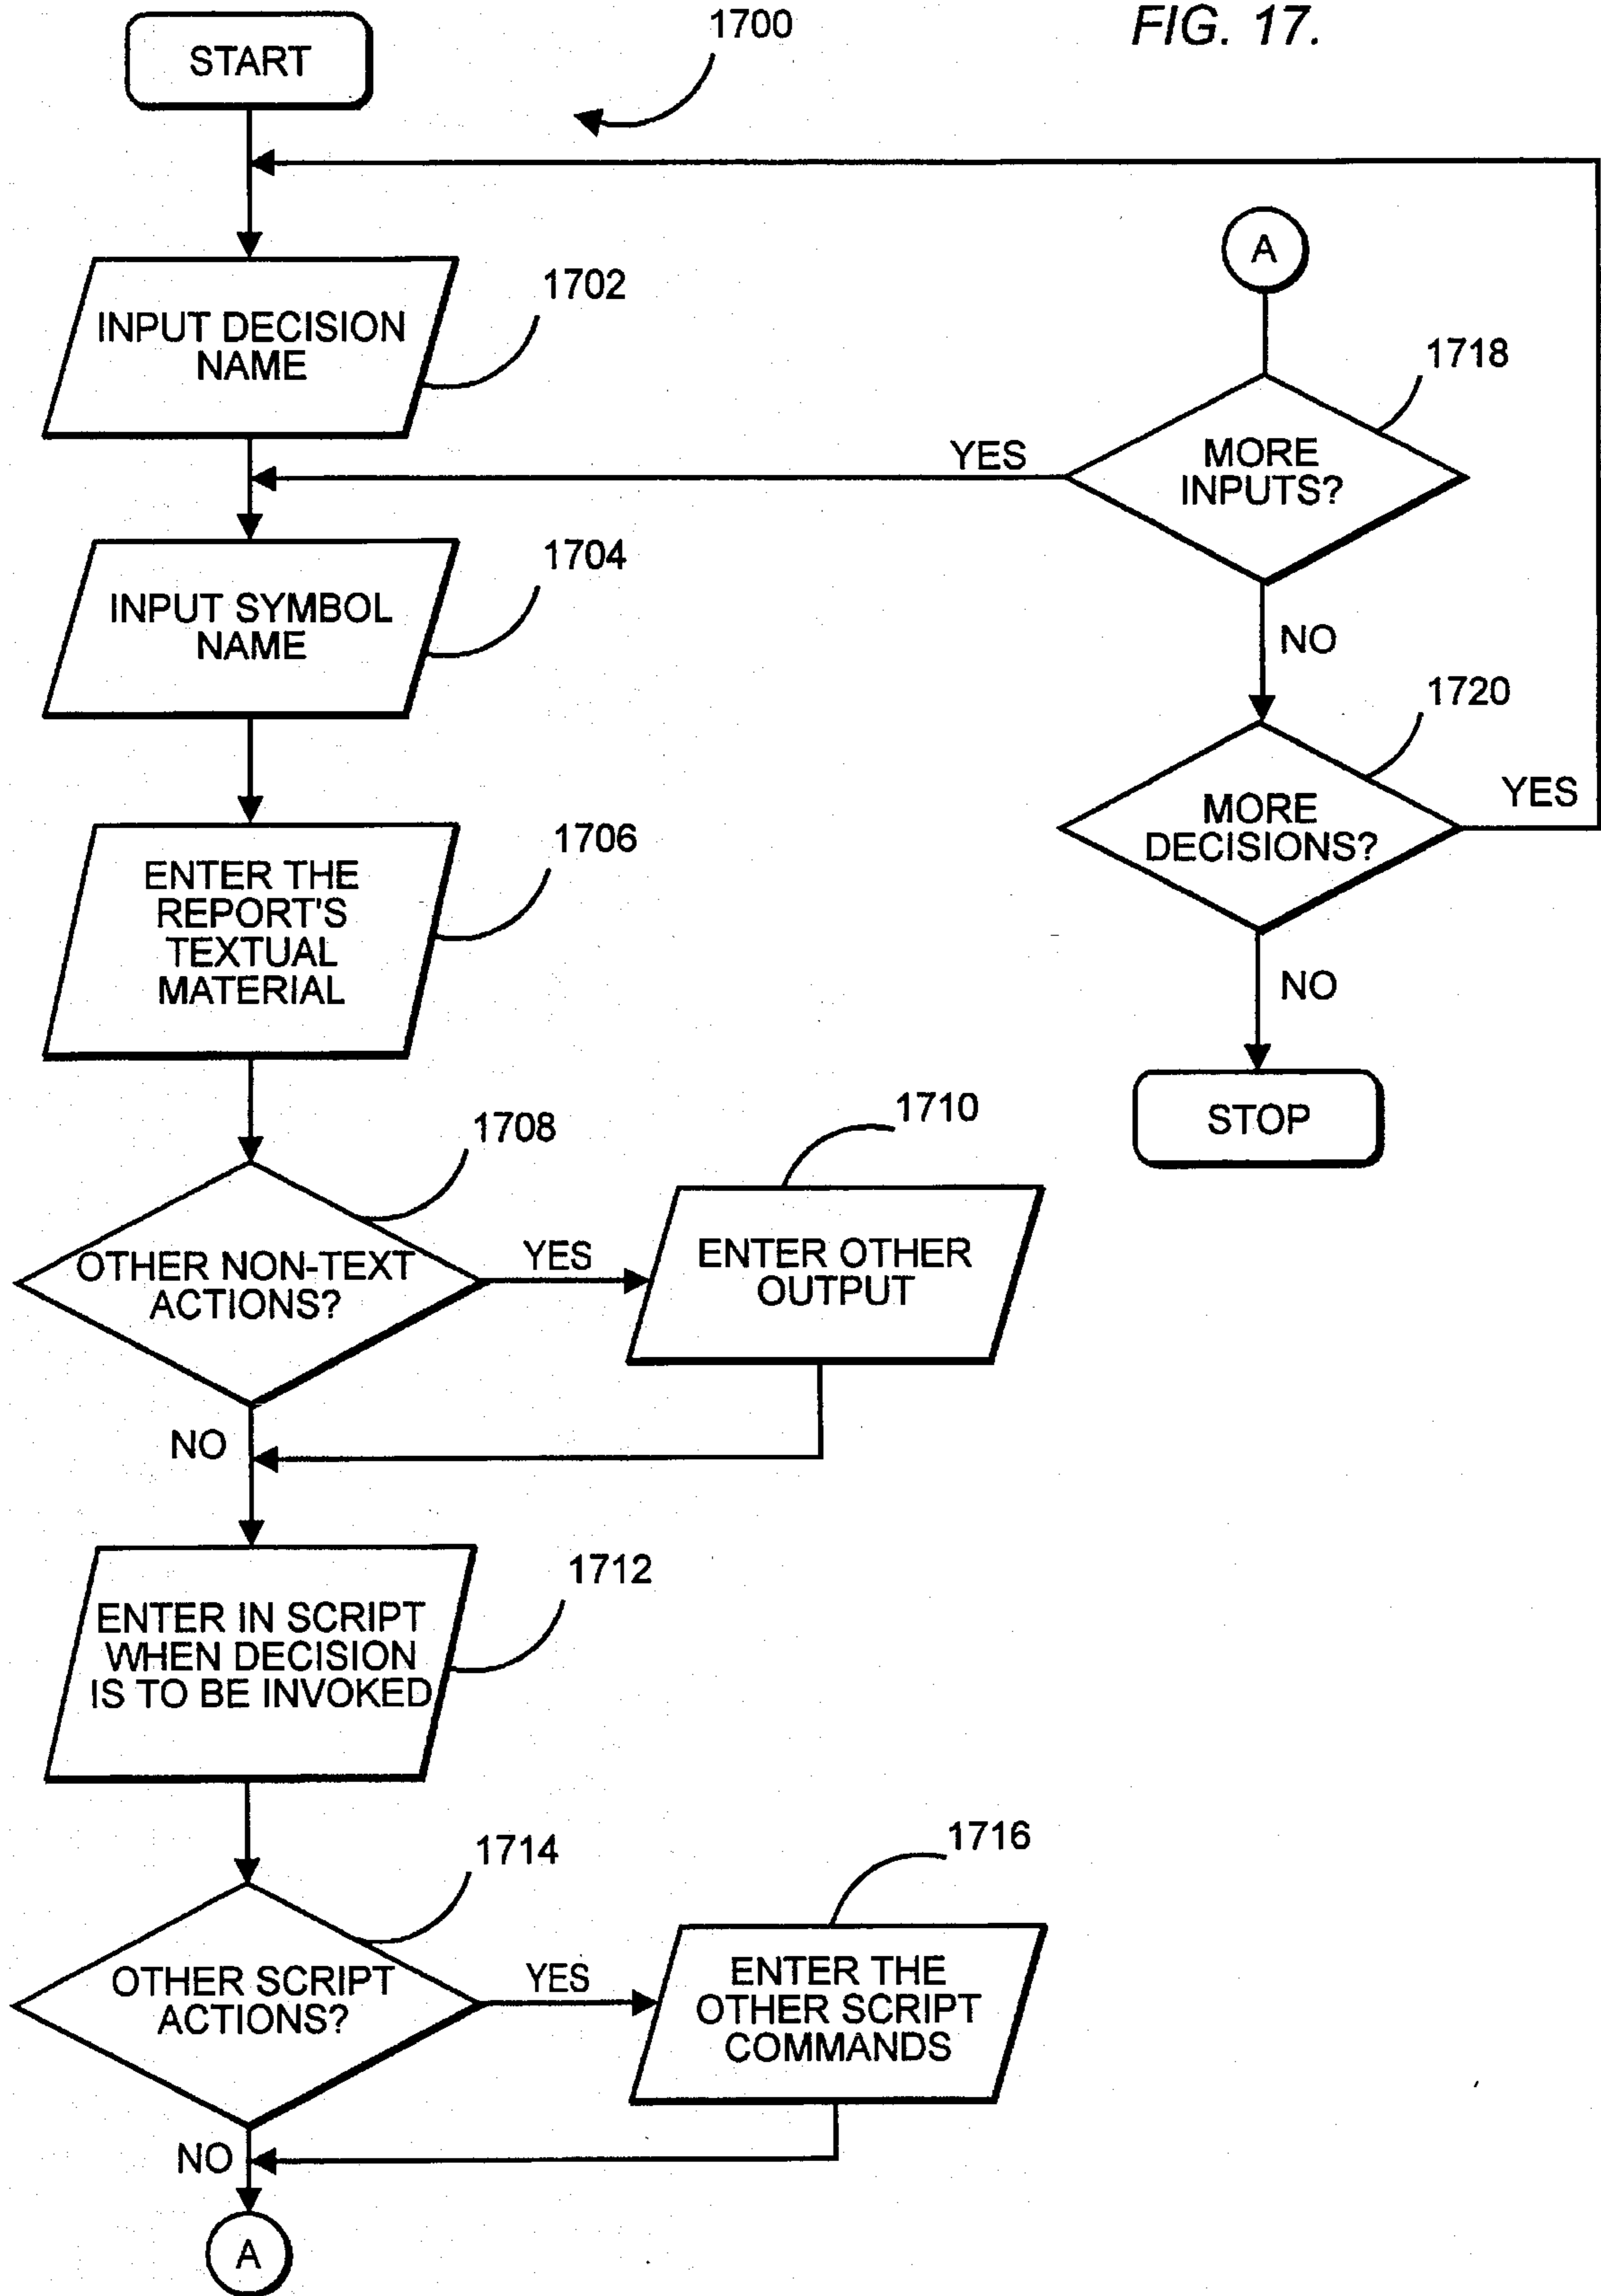 FIG. 17.
1700
START
1702
INPUT DECISION
NAME
1704
INPUT SYMBOL
NAME
1706
ENTER THE
REPORT'S
TEXTUAL
MATERIAL
1708
OTHER NON-TEXT
ACTIONS?
YES
1710
ENTER OTHER
OUTPUT
NO
1712
ENTER IN SCRIPT
WHEN DECISION
IS TO BE INVOKED
1714
OTHER SCRIPT
ACTIONS?
YES
1716
ENTER THE
OTHER SCRIPT
COMMANDS
NO
A
A
1718
MORE
INPUTS?
YES
NO
1720
MORE
DECISIONS?
YES
NO
STOP